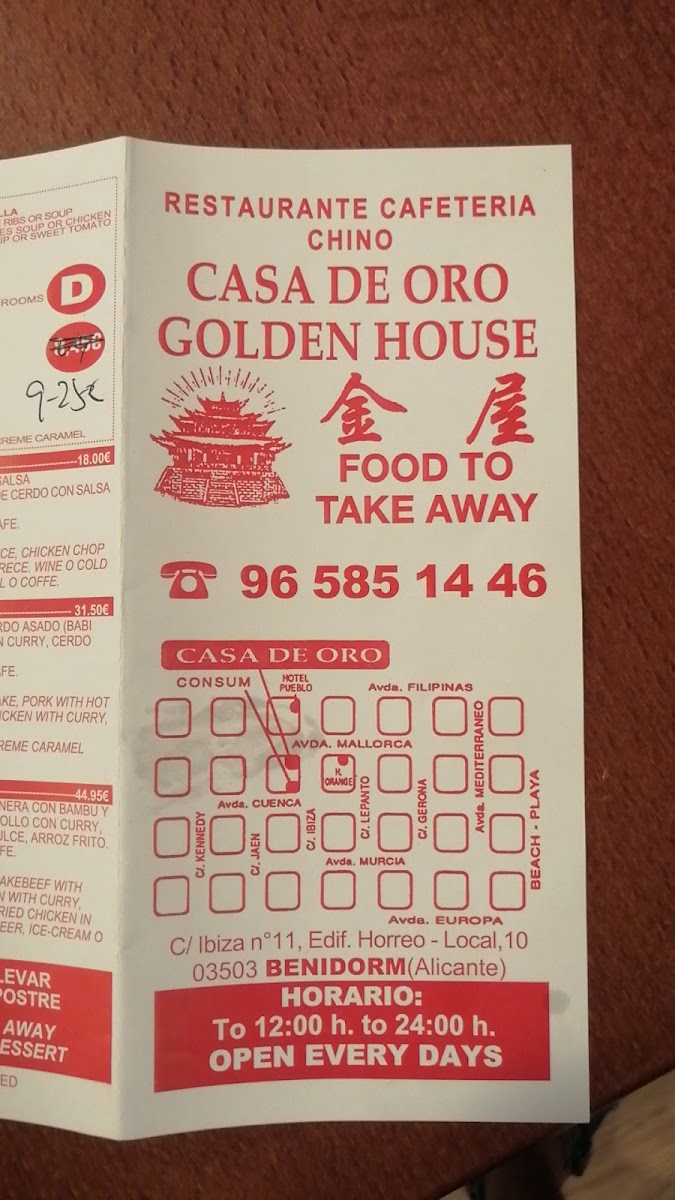 LLA
RIBS OR SOUP
ES SOUP OR CHICKEN
UP OR SWEET TOMATO
ROOMS D
9-25€
CREME CARAMEL
18.00€
SALSA
DE CERDO CON SALSA
AFE.
CE, CHICKEN CHOP
RECE. WINE O COLD
L O COFFE.
31.50€
RDO ASADO (BABI
N CURRY, CERDO
AFE.
AKE, PORK WITH HOT
ICKEN WITH CURRY,
REME CARAMEL
44.95€
NERA CON BAMBU Y
OLLO CON CURRY,
ULCE, ARROZ FRITO.
FE.
AKEBEEF WITH
N WITH CURRY,
RIED CHICKEN IN
EER, ICE-CREAM O
LEVAR
POSTRE
AWAY
ESSERT
ED
RESTAURANTE CAFETERIA
CHINO
CASA DE ORO
GOLDEN HOUSE
金 屋
FOOD TO
TAKE AWAY
☎ 96 585 14 46
CASA DE ORO
CONSUM
HOTEL
PUEBLO
Avda. FILIPINAS
AVDA. MALLORCA
H.
ORANGE
Avda. CUENCA
C/. KENNEDY
C/. JAEN
C/. IBIZA
C/. LEPANTO
C/. GERONA
Avda. MEDITERRANEO
BEACH - PLAYA
Avda. MURCIA
Avda. EUROPA
C/ Ibiza n°11, Edif. Horreo - Local,10
03503 BENIDORM(Alicante)
HORARIO:
To 12:00 h. to 24:00 h.
OPEN EVERY DAYS